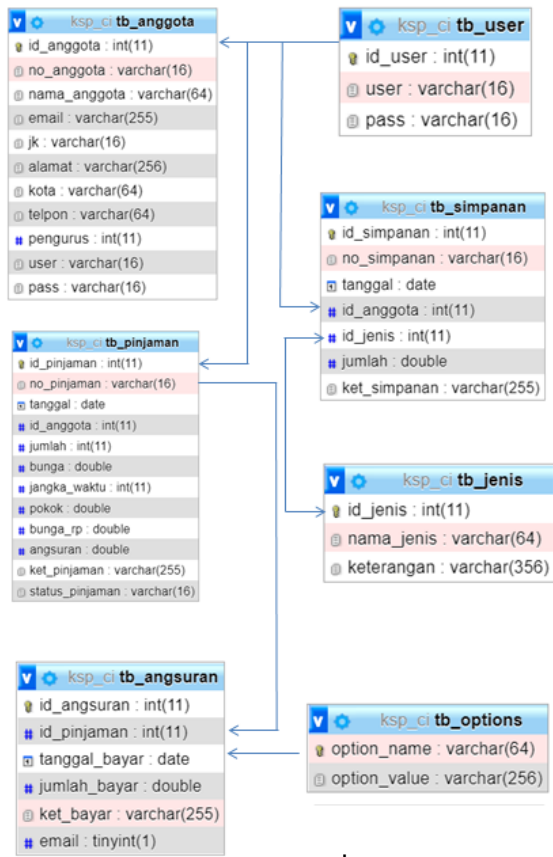 ksp_ci tb_anggota
id_anggota : int(11)
no_anggota : varchar(16)
nama_anggota : varchar(64)
email : varchar(255)
jk : varchar(16)
alamat : varchar(256)
kota : varchar(64)
telpon : varchar(64)
pengurus : int(11)
user : varchar(16)
pass : varchar(16)
ksp_ci tb_user
id_user : int(11)
user : varchar(16)
pass : varchar(16)
ksp_ci tb_simpanan
id_simpanan : int(11)
no_simpanan : varchar(16)
tanggal : date
id_anggota : int(11)
id_jenis : int(11)
jumlah : double
ket_simpanan : varchar(255)
ksp_ci tb_pinjaman
id_pinjaman : int(11)
no_pinjaman : varchar(16)
tanggal : date
id_anggota : int(11)
jumlah : int(11)
bunga : double
jangka_waktu : int(11)
pokok : double
bunga_rp : double
angsuran : double
ket_pinjaman : varchar(255)
status_pinjaman : varchar(16)
ksp_ci tb_jenis
id_jenis : int(11)
nama_jenis : varchar(64)
keterangan : varchar(356)
ksp_ci tb_angsuran
id_angsuran : int(11)
id_pinjaman : int(11)
tanggal_bayar : date
jumlah_bayar : double
ket_bayar : varchar(255)
email : tinyint(1)
ksp_ci tb_options
option_name : varchar(64)
option_value : varchar(256)